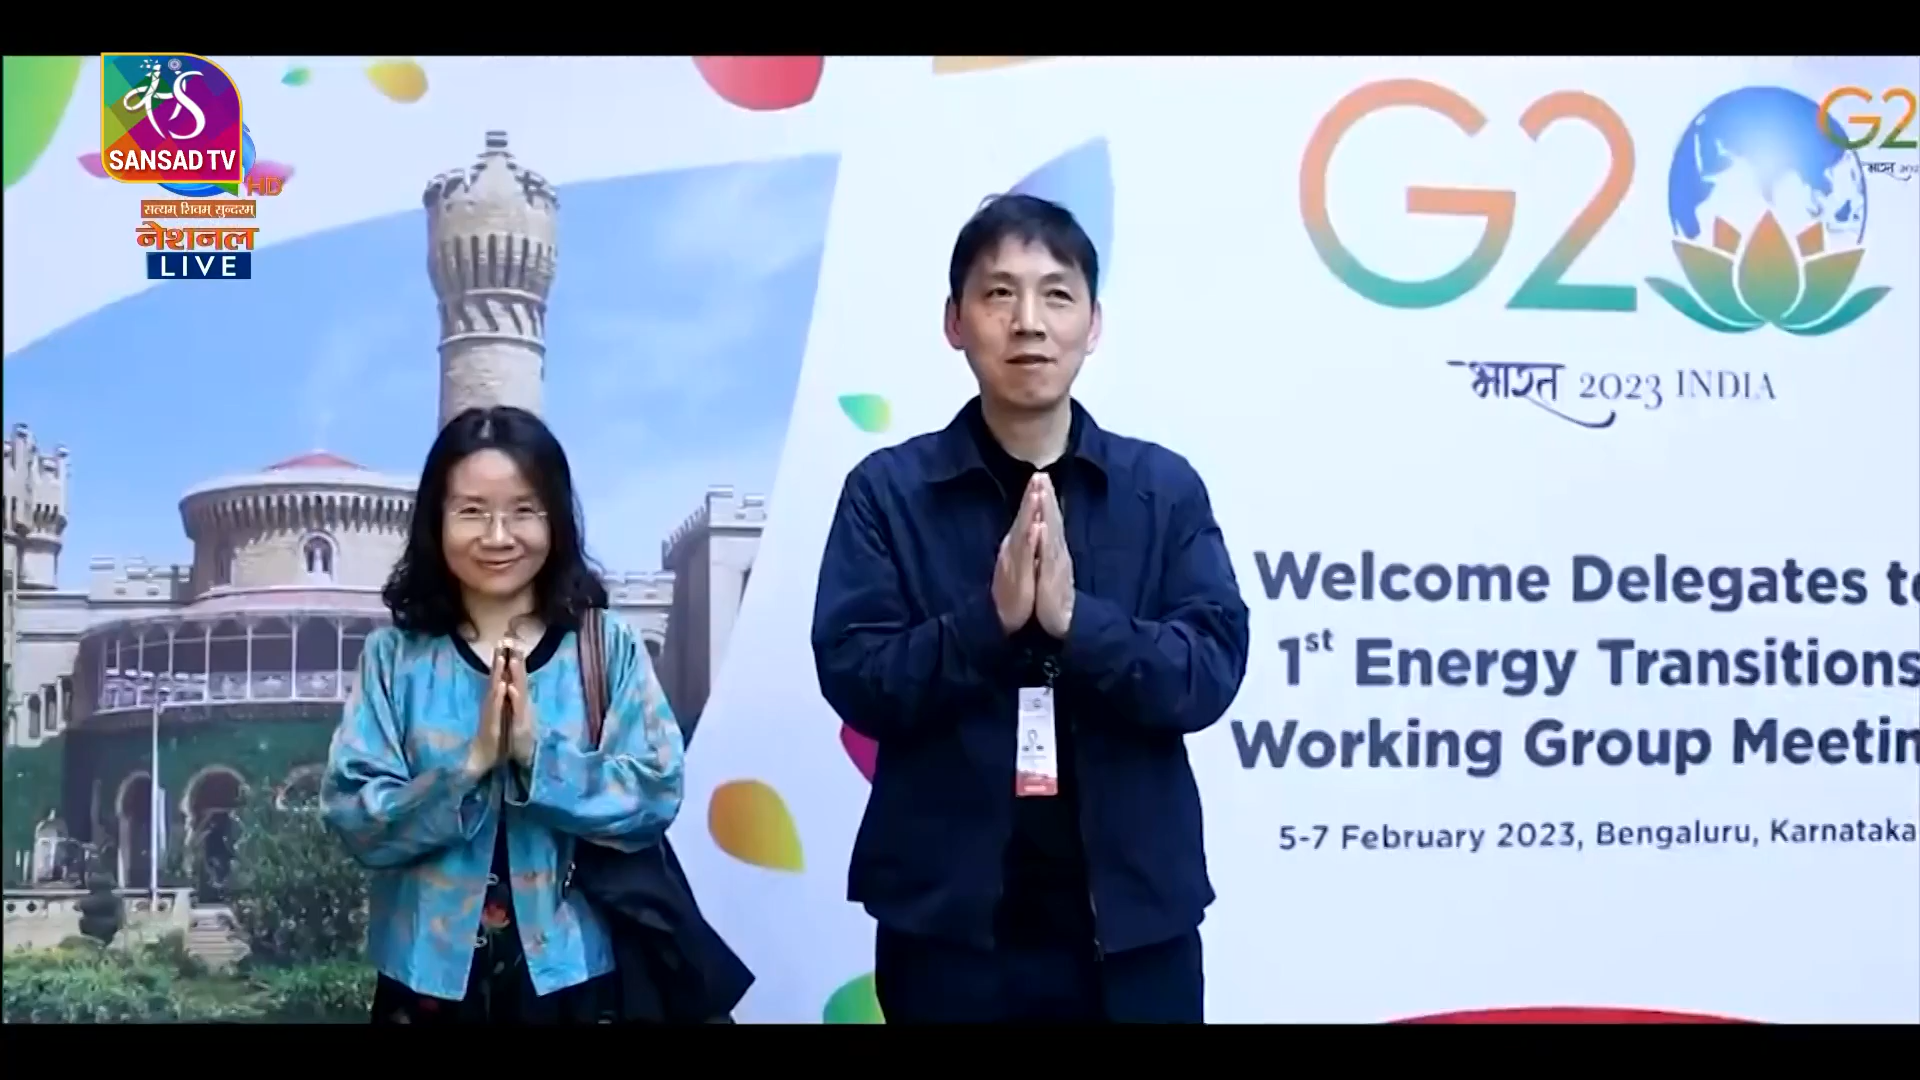 SANSAD TV
HD
सत्यम् शिवम् सुन्दरम्
नेशनल
LIVE
G20
G2
भारत 2023 INDIA
Welcome Delegates to
1st Energy Transitions
Working Group Meetin
5-7 February 2023, Bengaluru, Karnataka